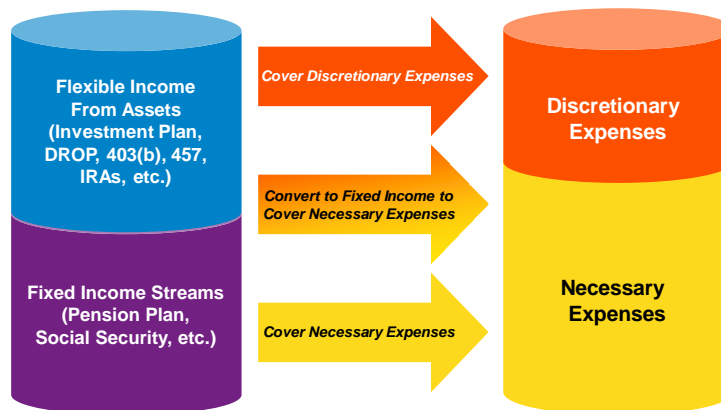 Flexible Income
From Assets
(Investment Plan,
DROP, 403(b), 457,
IRAs, etc.)
Fixed Income Streams
(Pension Plan,
Social Security, etc.)
Cover Discretionary Expenses
Convert to Fixed Income to
Cover Necessary Expenses
Cover Necessary Expenses
Discretionary
Expenses
Necessary
Expenses